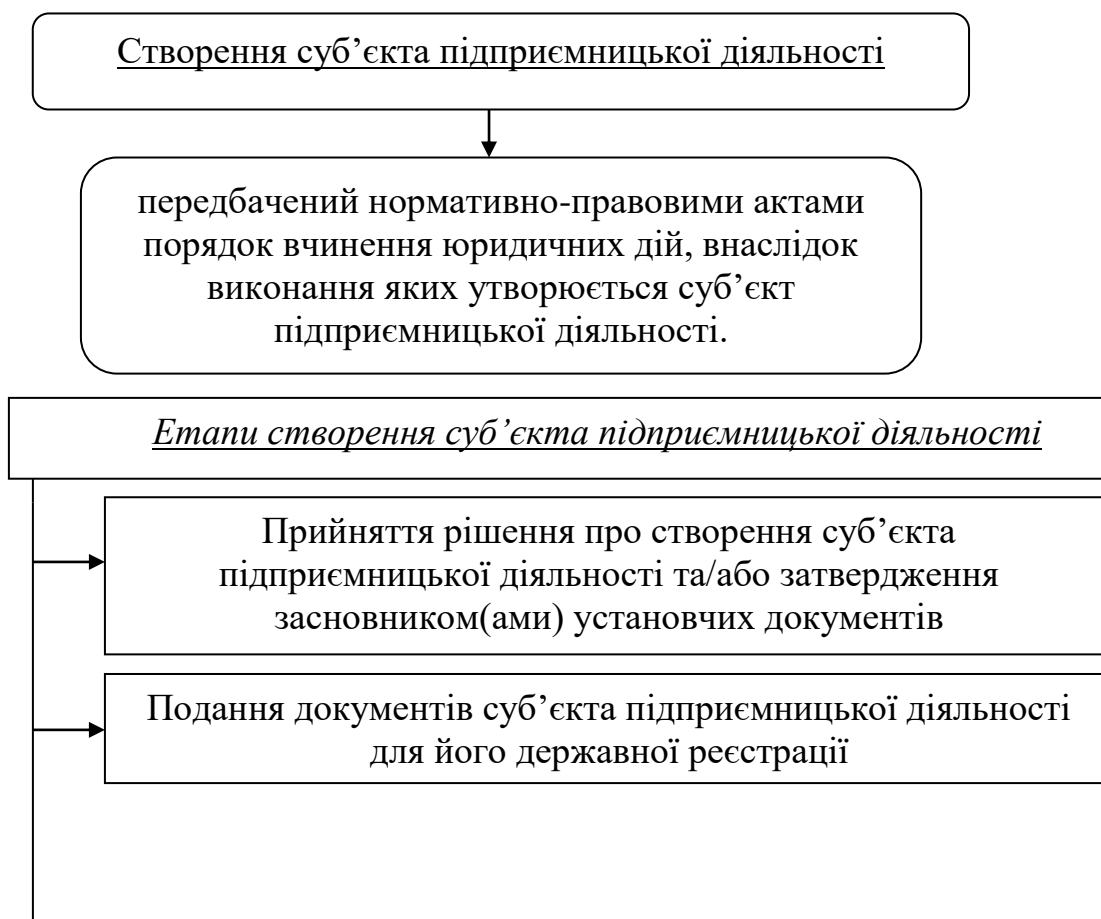 Створення суб’єкта підприємницької діяльності
передбачений нормативно-правовими актами
порядок вчинення юридичних дій, внаслідок
виконання яких утворюється суб’єкт
підприємницької діяльності.
Етапи створення суб’єкта підприємницької діяльності
Прийняття рішення про створення суб’єкта
підприємницької діяльності та/або затвердження
засновником(ами) установчих документів
Подання документів суб’єкта підприємницької діяльності
для його державної реєстрації